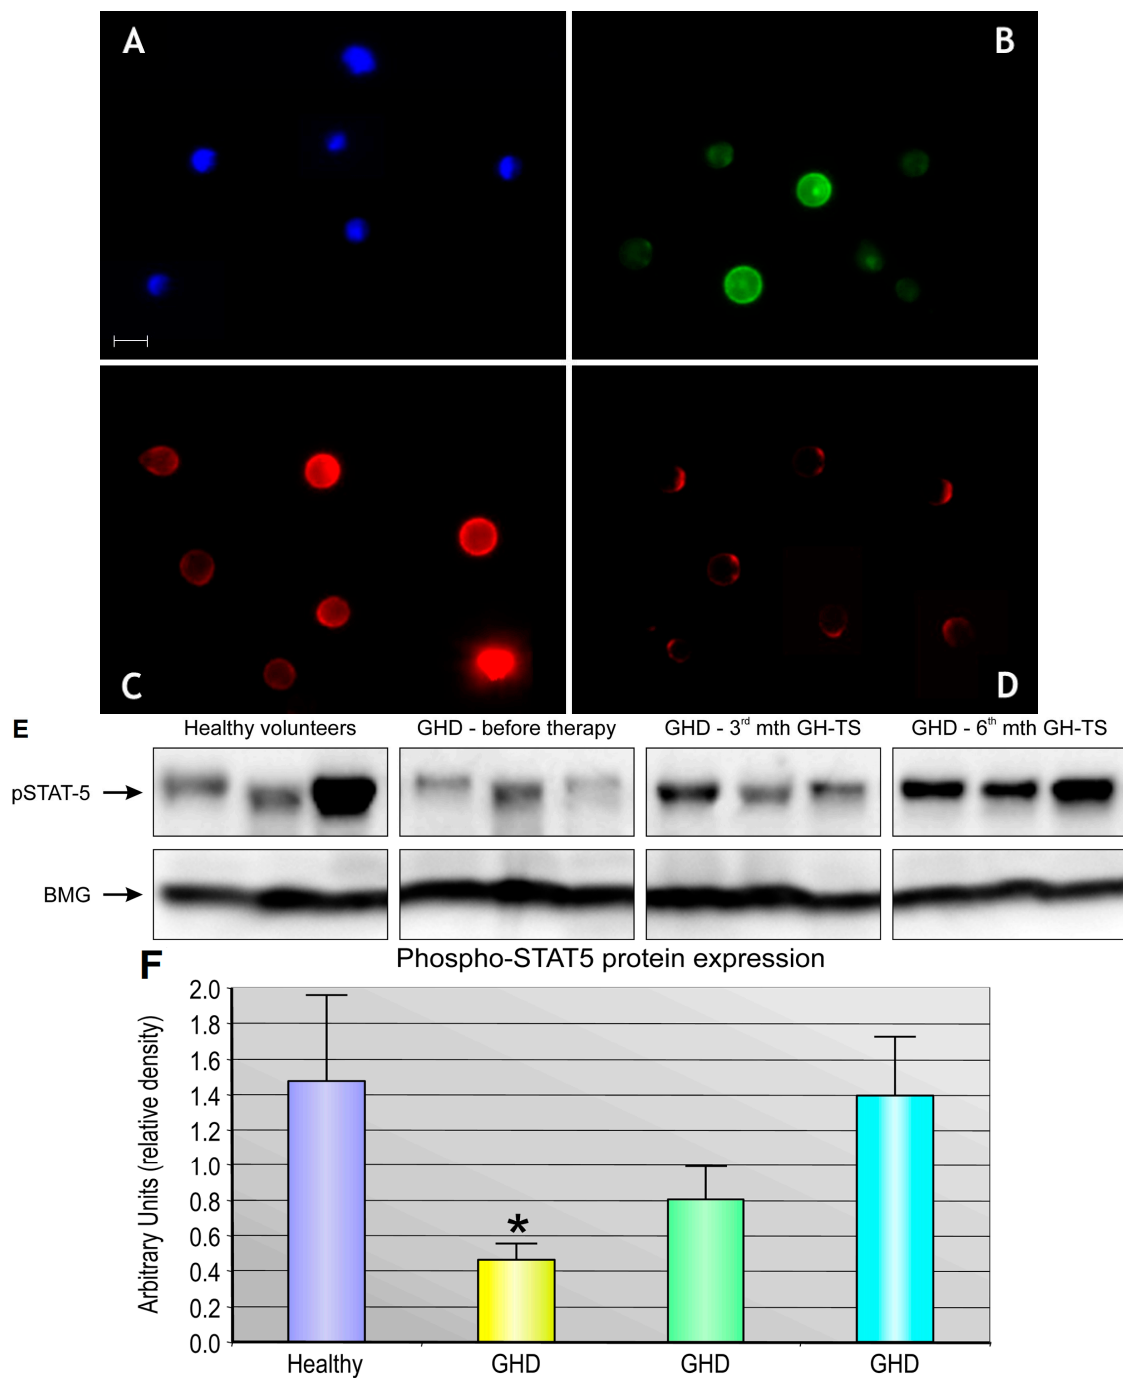 A
B
C
D
E
Healthy volunteers
GHD - before therapy
GHD - 3rd mth GH-TS
GHD - 6th mth GH-TS
pSTAT-5
BMG
F
Phospho-STAT5 protein expression
Arbitrary Units (relative density)
2.0
1.8
1.6
1.4
1.2
1.0
0.8
0.6
0.4
0.2
0.0
*
Healthy
GHD
GHD
GHD